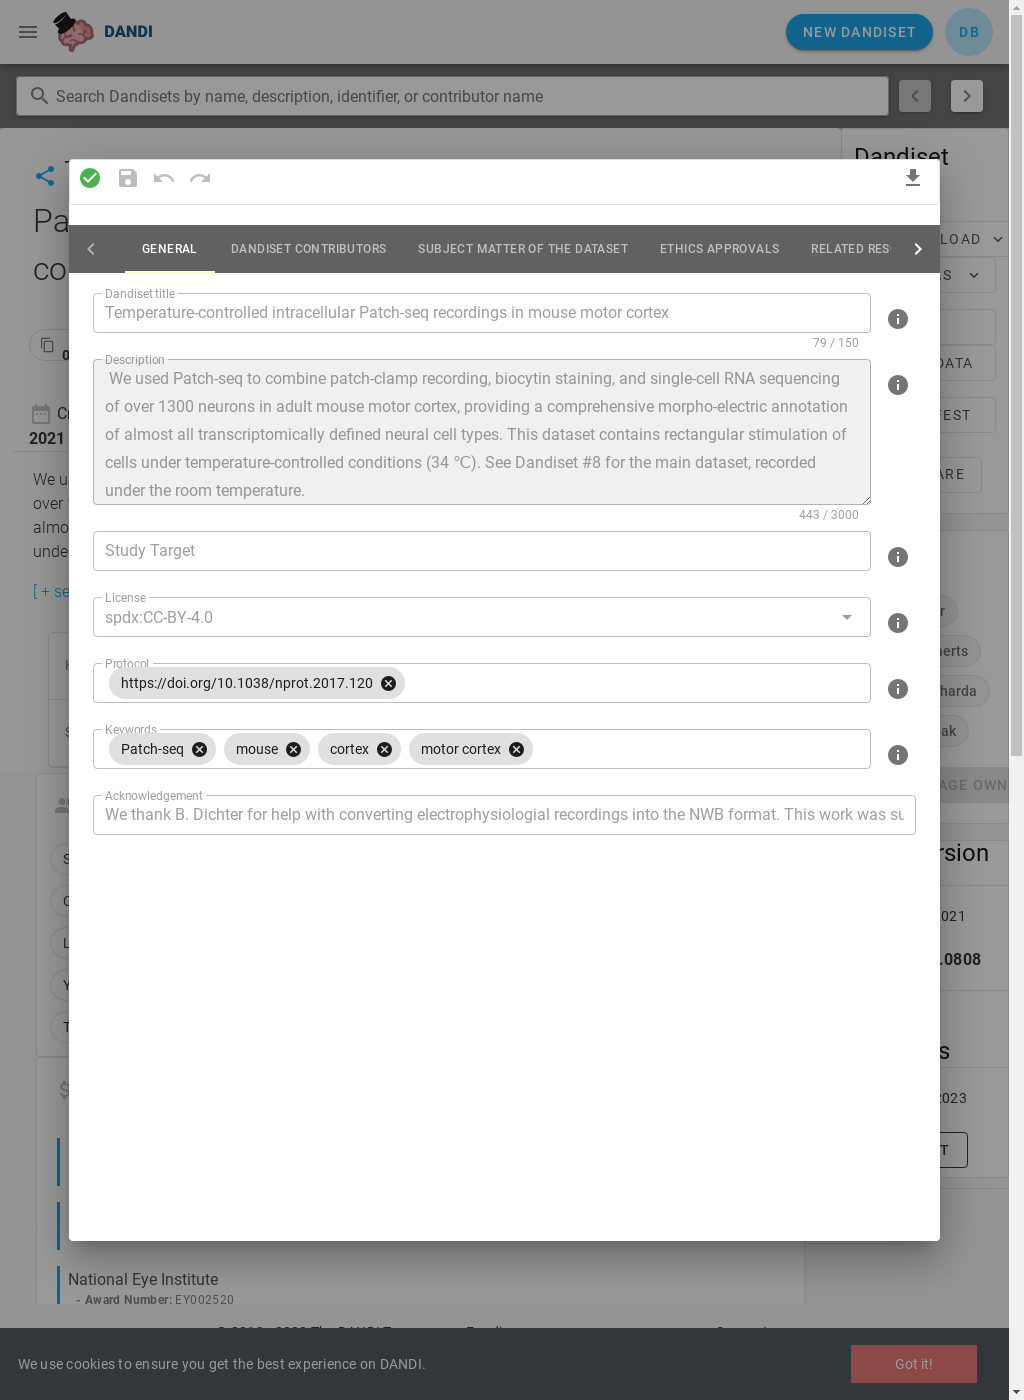 DANDI
NEW DANDISET
DB
Search Dandisets by name, description, identifier, or contributor name
Dandiset
Pa
GENERAL
DANDISET CONTRIBUTORS
SUBJECT MATTER OF THE DATASET
ETHICS APPROVALS
RELATED RES
LOAD
S
co
Dandiset title
Temperature-controlled intracellular Patch-seq recordings in mouse motor cortex
79 / 150
Description
We used Patch-seq to combine patch-clamp recording, biocytin staining, and single-cell RNA sequencing
of over 1300 neurons in adult mouse motor cortex, providing a comprehensive morpho-electric annotation
of almost all transcriptomically defined neural cell types. This dataset contains rectangular stimulation of
cells under temperature-controlled conditions (34 °C). See Dandiset #8 for the main dataset, recorded
under the room temperature.
443 / 3000
DATA
FEST
ARE
0
Cr
2021
We u
over
almo
unde
[ + se
Study Target
License
spdx:CC-BY-4.0
Protocol
https://doi.org/10.1038/nprot.2017.120
Keywords
Patch-seq
mouse
cortex
motor cortex
Acknowledgement
We thank B. Dichter for help with converting electrophysiologial recordings into the NWB format. This work was su
r
aerts
harda
ak
AGE OWN
rsion
2021
.0808
s
2023
T
S
C
L
Y
T
$
National Eye Institute
- Award Number: EY002520
We use cookies to ensure you get the best experience on DANDI.
Got it!